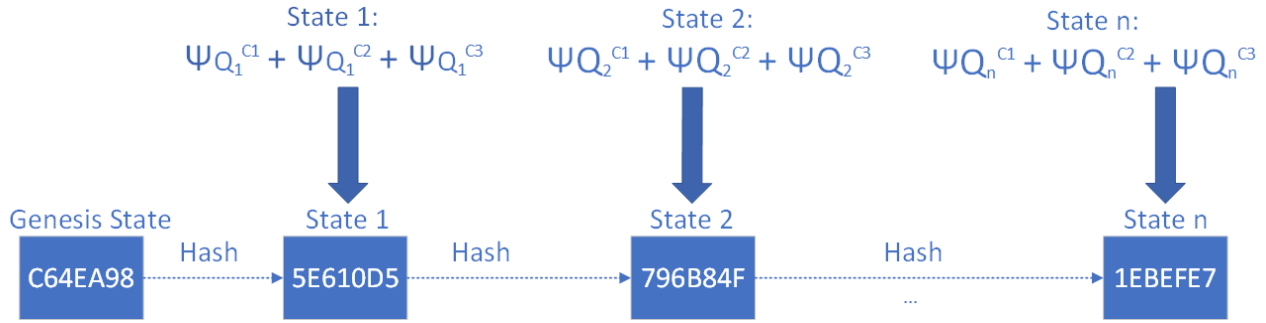 State 1:
ΨQ₁ᶜ¹ + ΨQ₁ᶜ² + ΨQ₁ᶜ³
State 2:
ΨQ₂ᶜ¹ + ΨQ₂ᶜ² + ΨQ₂ᶜ³
State n:
ΨQₙᶜ¹ + ΨQₙᶜ² + ΨQₙᶜ³
Genesis State
C64EA98
Hash
State 1
5E610D5
Hash
State 2
796B84F
Hash
...
State n
1EBEFE7